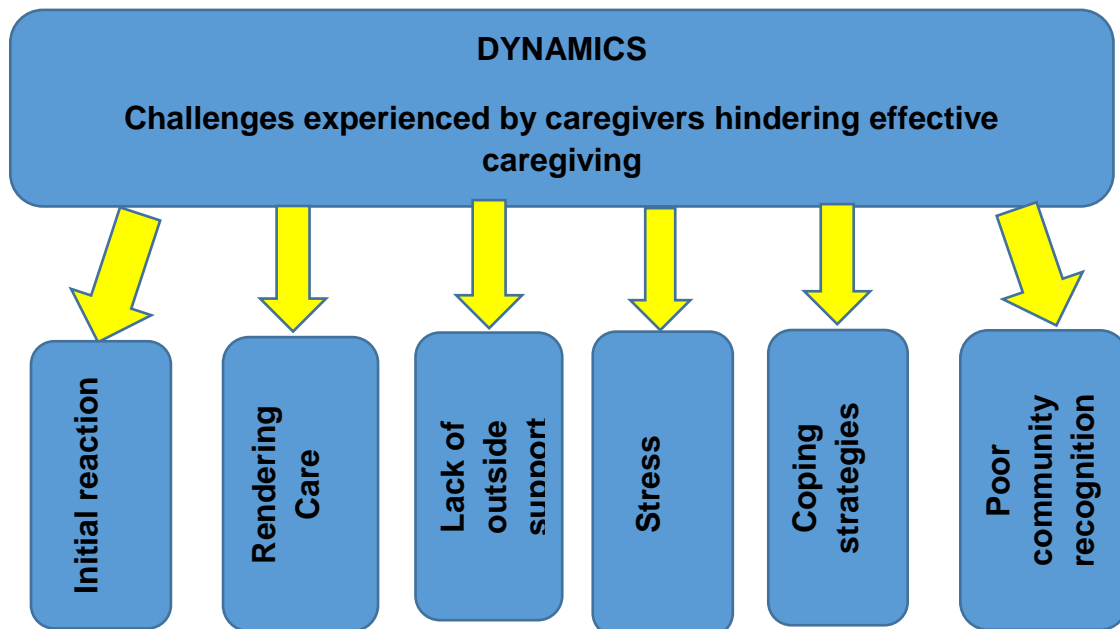 DYNAMICS
Challenges experienced by caregivers hindering effective
caregiving
Initial reaction
Rendering
Care
Lack of
outside
support
Stress
Coping
strategies
Poor
community
recognition